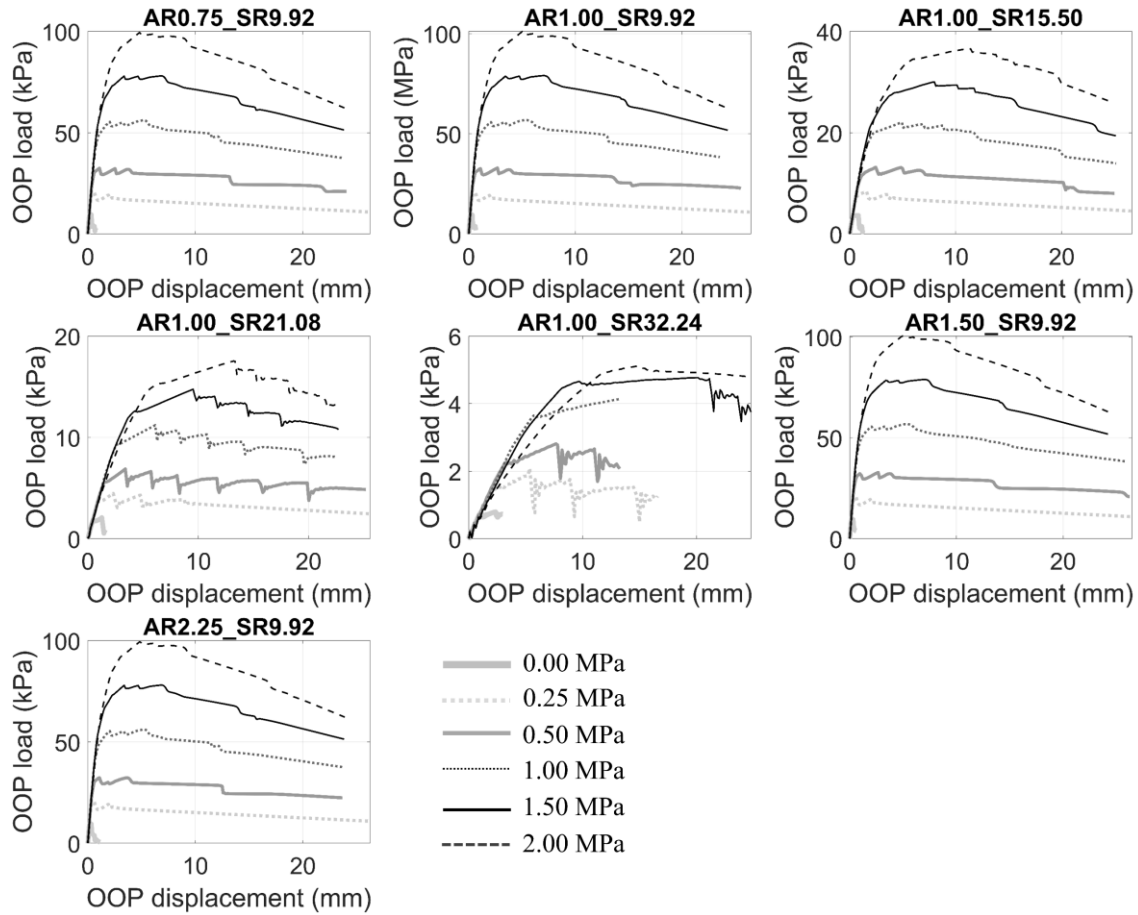 AR0.75_SR9.92
100
50
0
0
10
20
OOP load (kPa)
OOP displacement (mm)
AR1.00_SR9.92
100
50
0
0
10
20
OOP load (MPa)
OOP displacement (mm)
AR1.00_SR15.50
40
20
0
0
10
20
OOP load (kPa)
OOP displacement (mm)
AR1.00_SR21.08
20
10
0
0
10
20
OOP load (kPa)
OOP displacement (mm)
AR1.00_SR32.24
6
4
2
0
0
10
20
OOP load (kPa)
OOP displacement (mm)
AR1.50_SR9.92
100
50
0
0
10
20
OOP load (kPa)
OOP displacement (mm)
AR2.25_SR9.92
100
50
0
0
10
20
OOP load (kPa)
OOP displacement (mm)
0.00 MPa
0.25 MPa
0.50 MPa
1.00 MPa
1.50 MPa
2.00 MPa